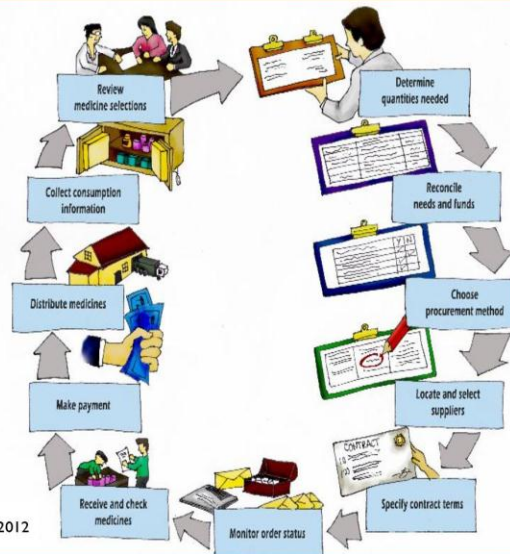 Review
medicine selections
Determine
quantities needed
Reconcile
needs and funds
Choose
procurement method
Locate and select
suppliers
CONTRACT
Specify contract terms
Monitor order status
Receive and check
medicines
Make payment
Distribute medicines
Collect consumption
information
Y N
2012